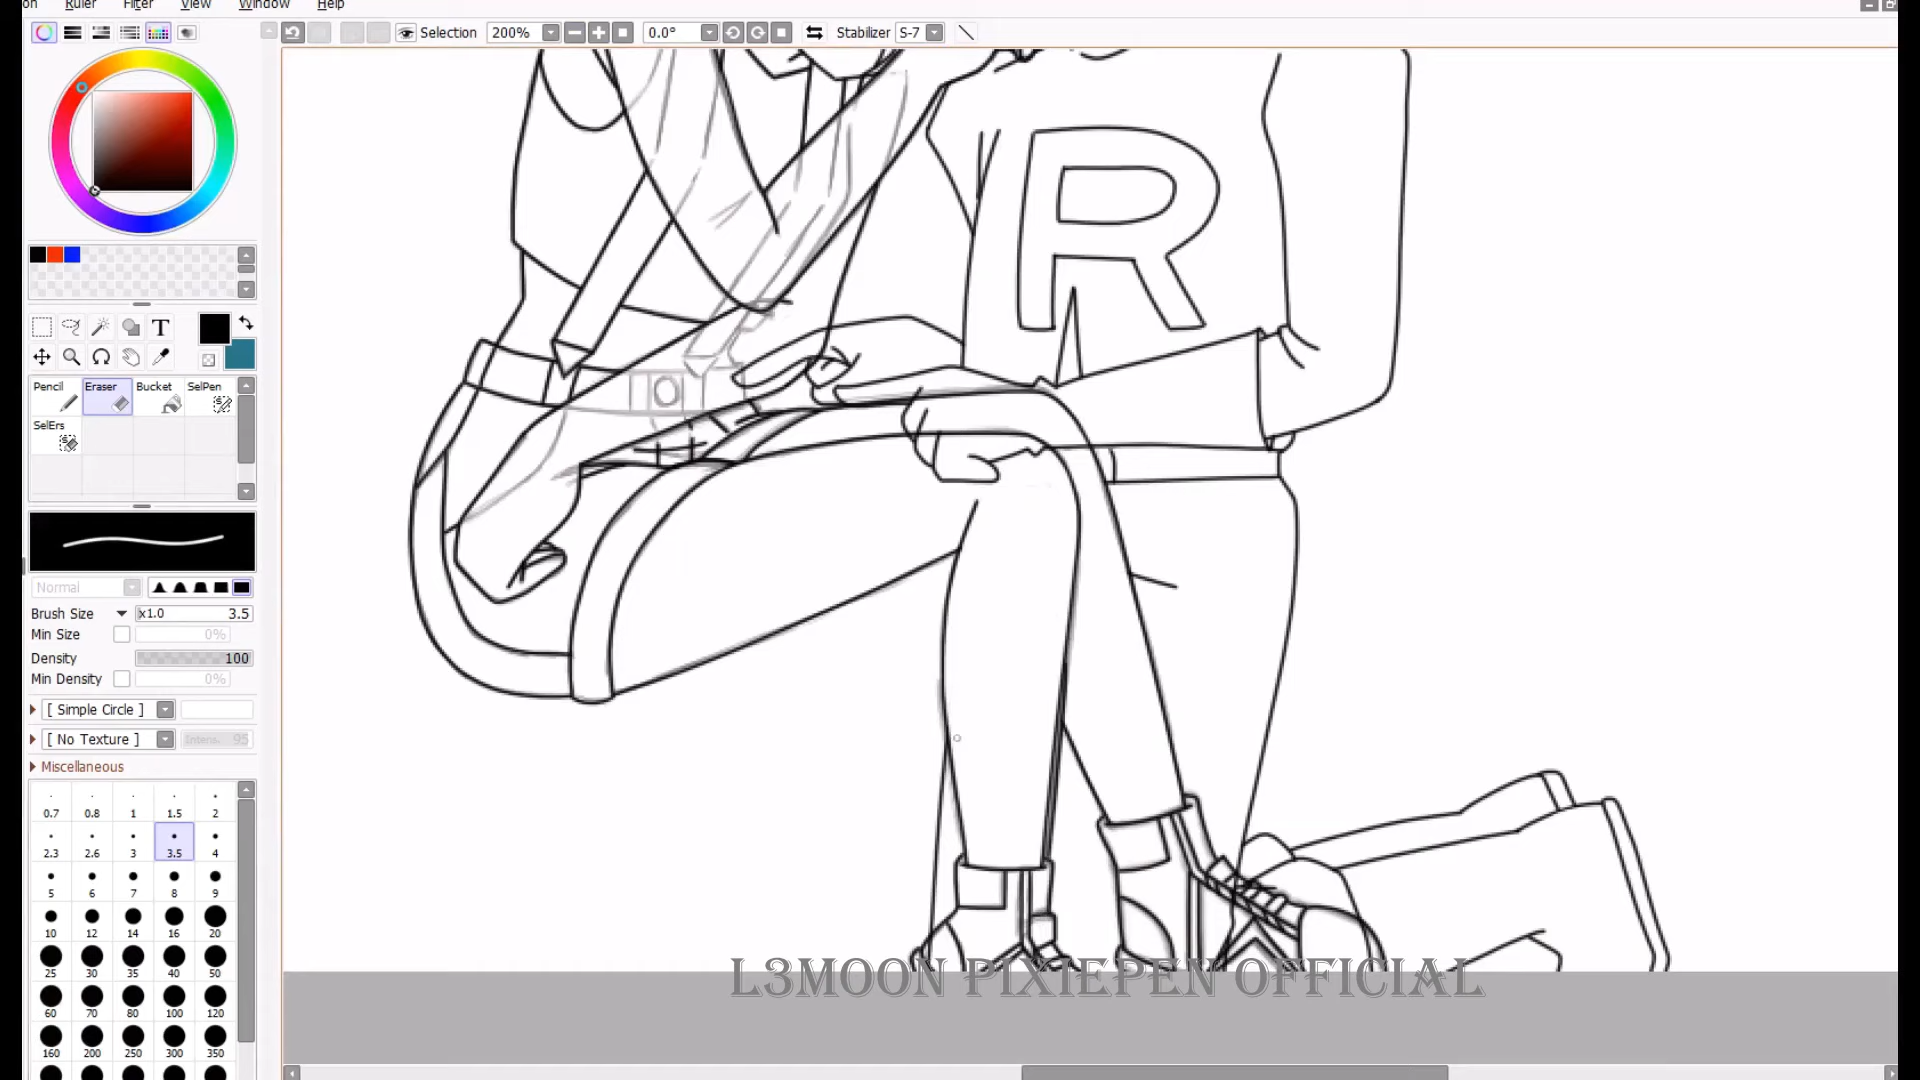 on Ruler Filter View Window Help
Selection 200% 0.0° Stabilizer S-7
R
T
Pencil Eraser Bucket SelPen
SelErs
Normal
Brush Size x1.0 3.5
Min Size 0%
Density 100
Min Density 0%
[ Simple Circle ]
[ No Texture ] Intens. 95
Miscellaneous
0.7 0.8 1 1.5 2
2.3 2.6 3 3.5 4
5 6 7 8 9
10 12 14 16 20
25 30 35 40 50
60 70 80 100 120
160 200 250 300 350
L3MOON PIXIEPEN OFFICIAL